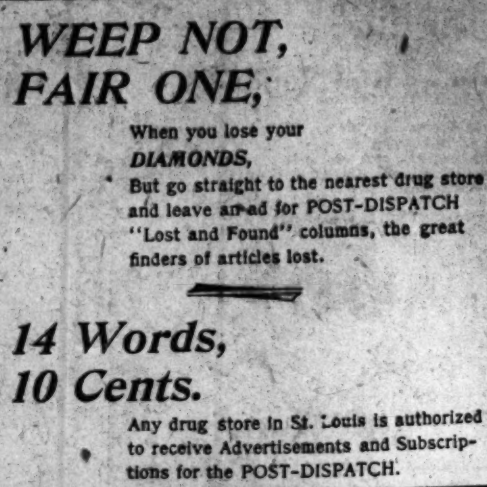 WEEP NOT,
FAIR ONE,
When you lose your
DIAMONDS,
But go straight to the nearest drug store
and leave an ad for POST-DISPATCH
"Lost and Found" columns, the great
finders of articles lost.
14 Words,
10 Cents.
Any drug store in St. Louis is authorized
to receive Advertisements and Subscrip-
tions for the POST-DISPATCH.